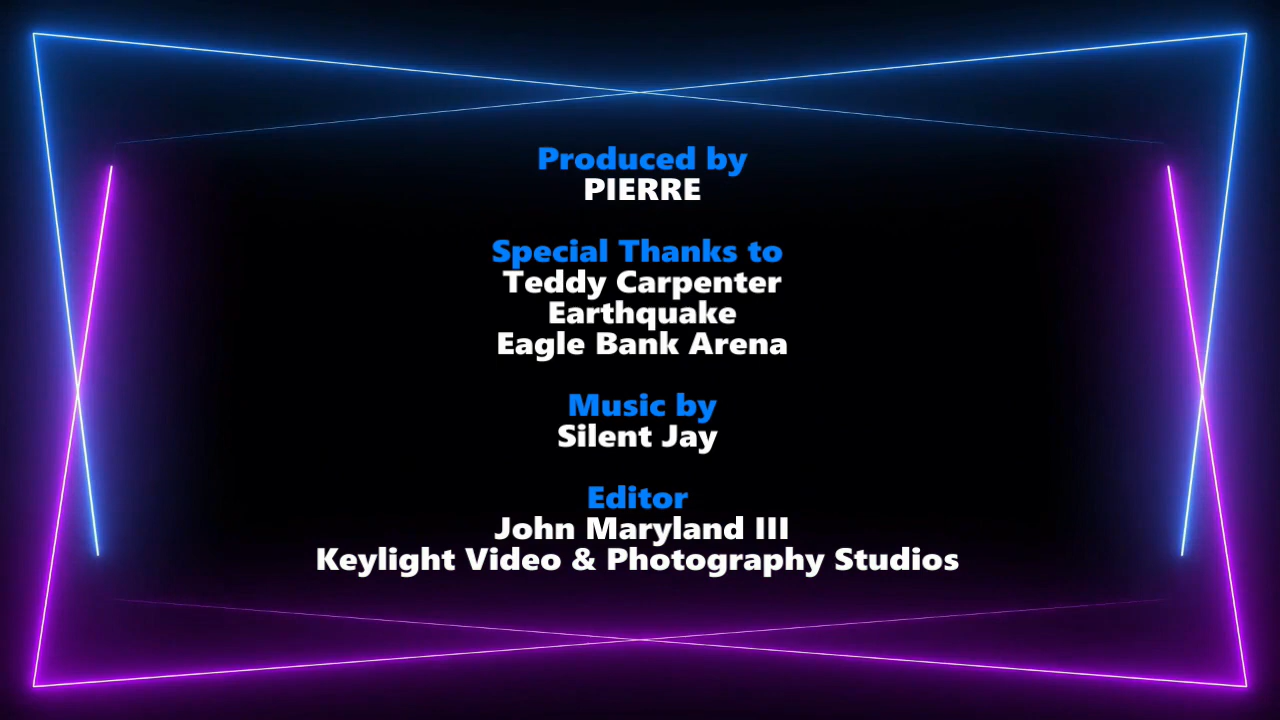 Produced by
PIERRE
Special Thanks to
Teddy Carpenter
Earthquake
Eagle Bank Arena
Music by
Silent Jay
Editor
John Maryland III
Keylight Video & Photography Studios